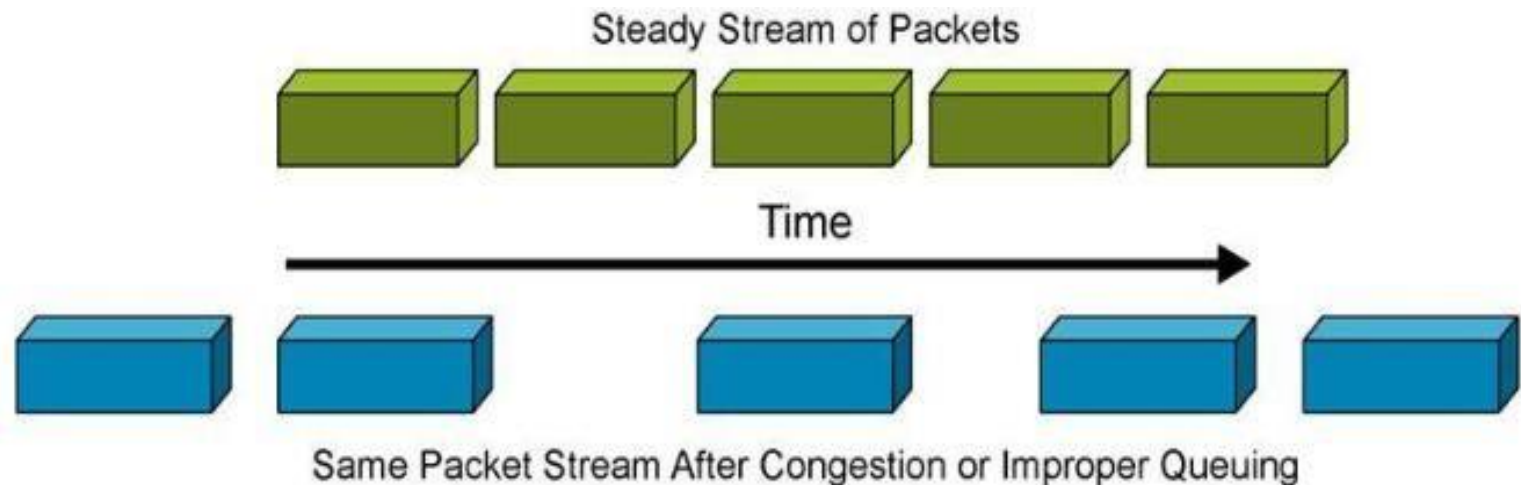 Steady Stream of Packets
Time
Same Packet Stream After Congestion or Improper Queuing